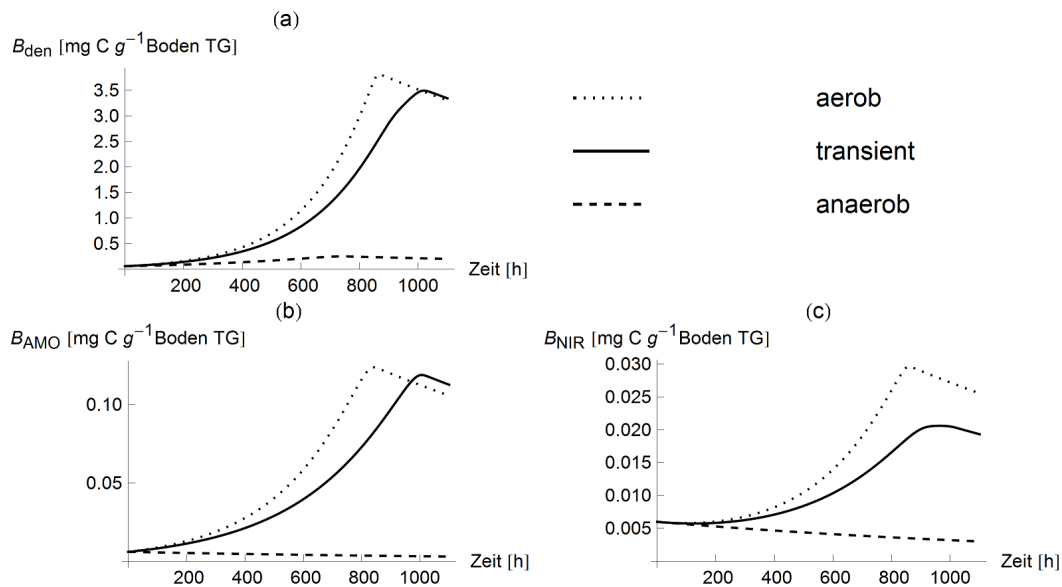 (a)
B_den [mg C g^−1 Boden TG]
3.5
3.0
2.5
2.0
1.5
1.0
0.5
200 400 600 800 1000
Zeit [h]
aerob
transient
anaerob
(b)
B_AMO [mg C g^−1 Boden TG]
0.10
0.05
200 400 600 800 1000
Zeit [h]
(c)
B_NIR [mg C g^−1 Boden TG]
0.030
0.025
0.020
0.015
0.010
0.005
200 400 600 800 1000
Zeit [h]